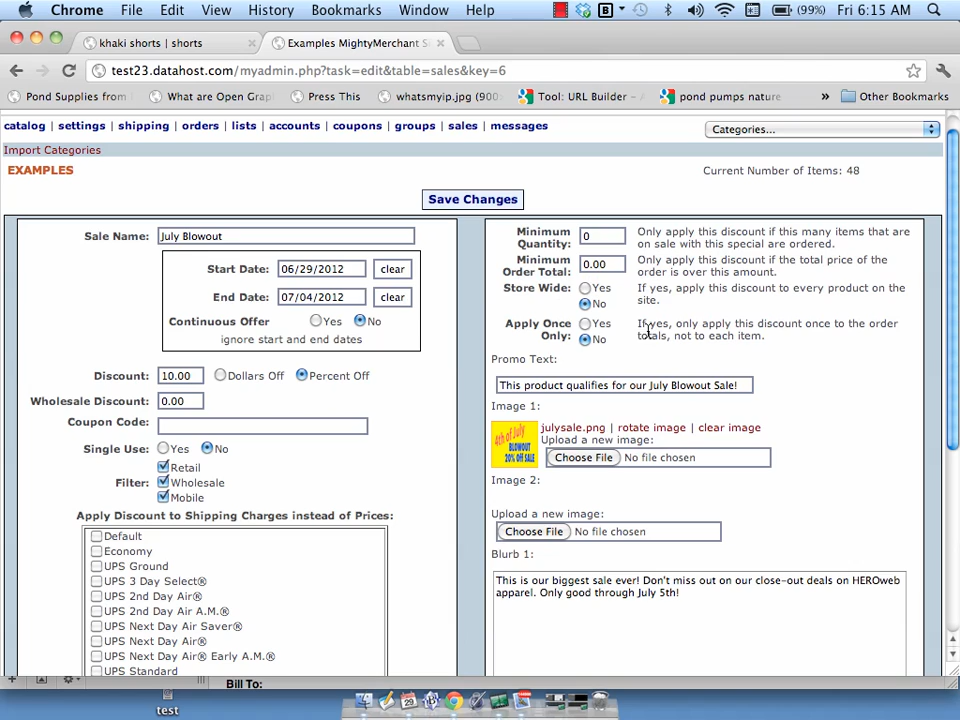 Chrome File Edit View History Bookmarks Window Help (99%) Fri 6:15 AM
khaki shorts | shorts Examples MightyMerchant S
test23.datahost.com/myadmin.php?task=edit&table=sales&key=6
Pond Supplies from What are Open Grap Press This whatsmyip.jpg (900 Tool: URL Builder – pond pumps nature » Other Bookmarks
catalog | settings | shipping | orders | lists | accounts | coupons | groups | sales | messages
Categories...
Import Categories
EXAMPLES
Current Number of Items: 48
Save Changes
Sale Name: July Blowout
Start Date: 06/29/2012 clear
End Date: 07/04/2012 clear
Continuous Offer Yes No
ignore start and end dates
Discount: 10.00 Dollars Off Percent Off
Wholesale Discount: 0.00
Coupon Code:
Single Use: Yes No
Retail
Filter: Wholesale
Mobile
Apply Discount to Shipping Charges instead of Prices:
Default
Economy
UPS Ground
UPS 3 Day Select®
UPS 2nd Day Air®
UPS 2nd Day Air A.M.®
UPS Next Day Air Saver®
UPS Next Day Air®
UPS Next Day Air® Early A.M.®
UPS Standard
Minimum Quantity: 0 Only apply this discount if this many items that are
on sale with this special are ordered.
Minimum Order Total: 0.00 Only apply this discount if the total price of the
order is over this amount.
Store Wide: Yes No If yes, apply this discount to every product on the
site.
Apply Once Only: Yes No If yes, only apply this discount once to the order
totals, not to each item.
Promo Text:
This product qualifies for our July Blowout Sale!
Image 1:
4th of July
BLOWOUT
20% OFF SALE
julysale.png | rotate image | clear image
Upload a new image:
Choose File No file chosen
Image 2:
Upload a new image:
Choose File No file chosen
Blurb 1:
This is our biggest sale ever! Don't miss out on our close-out deals on HEROweb
apparel. Only good through July 5th!
Bill To:
test